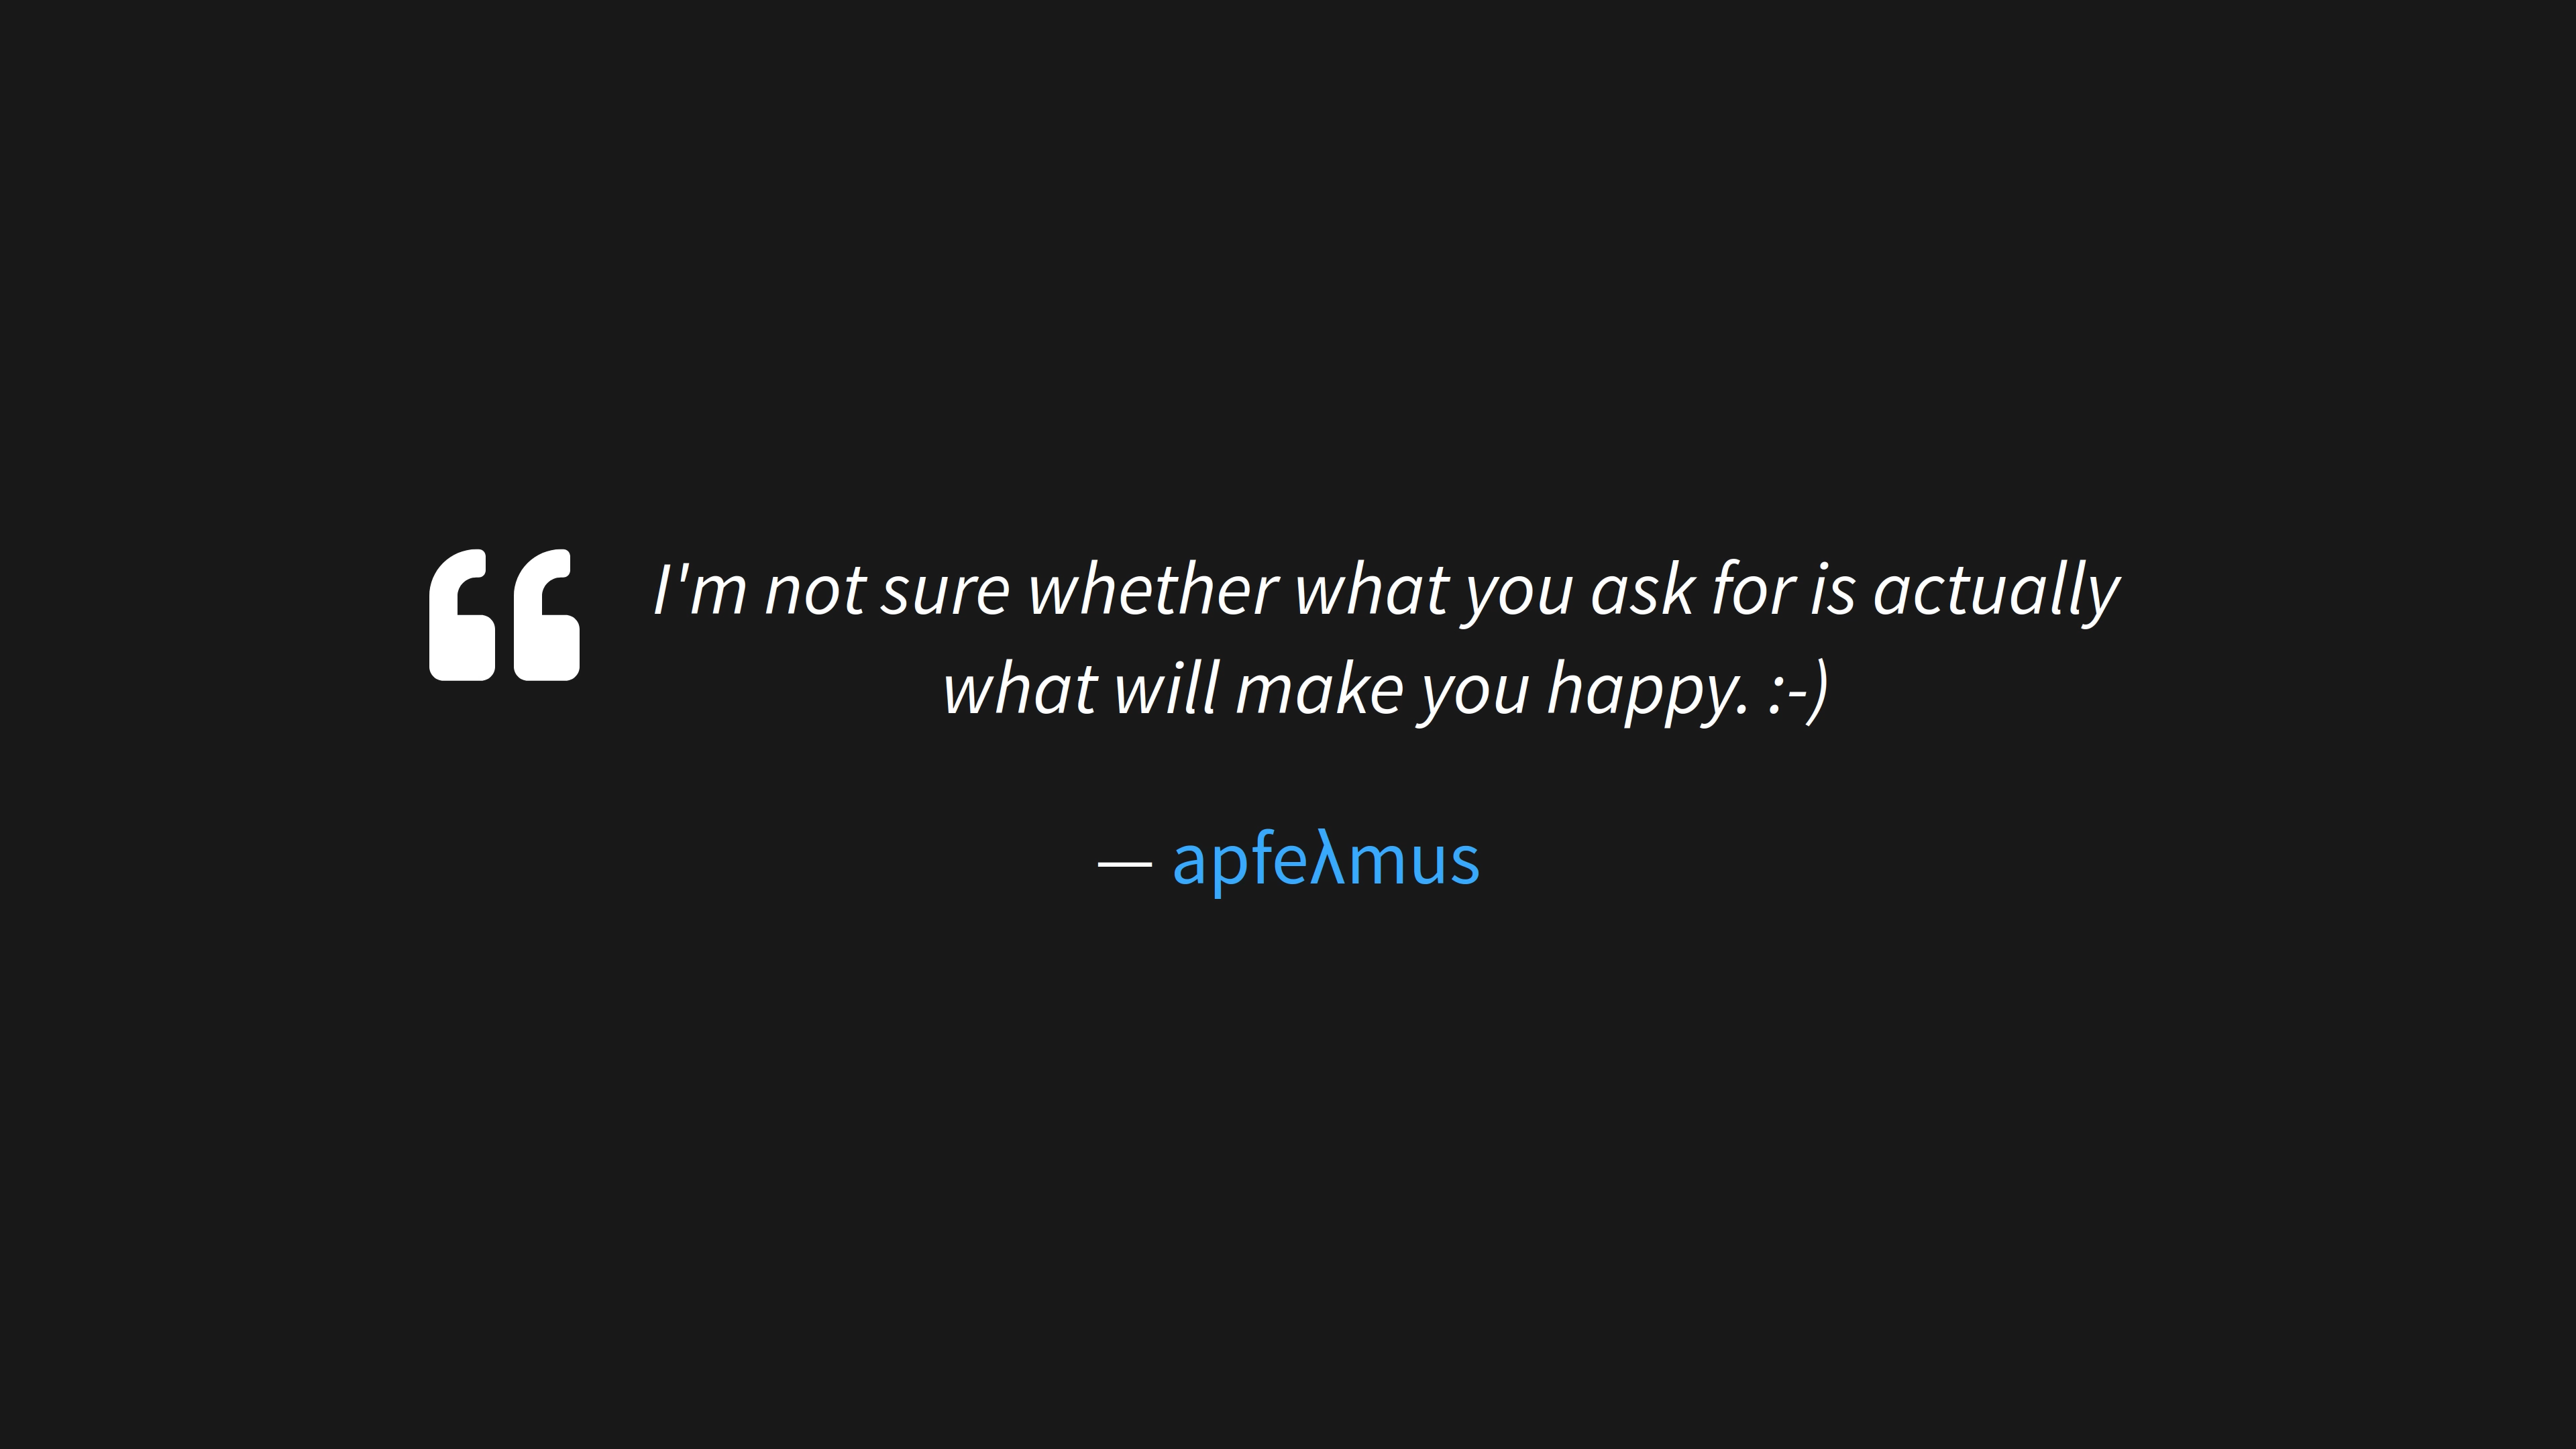 “
I'm not sure whether what you ask for is actually
what will make you happy. :-)
— apfeλmus